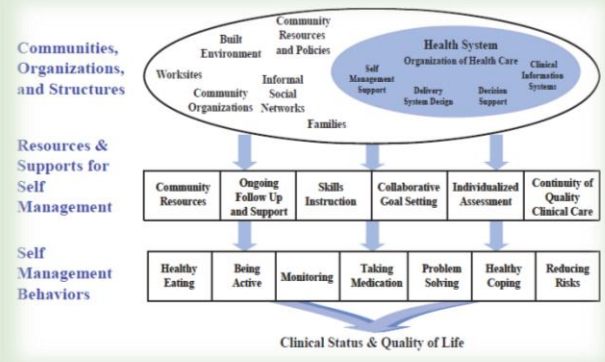 Communities,
Organizations,
and Structures
Community
Resources
and Policies
Built
Environment
Worksites
Community
Organizations
Informal
Social
Networks
Families
Health System
Organization of Health Care
Self
Management
Support
Delivery
System Design
Decision
Support
Clinical
Information
Systems
Resources &
Supports for
Self
Management
Community
Resources
Ongoing
Follow Up
and Support
Skills
Instruction
Collaborative
Goal Setting
Individualized
Assessment
Continuity of
Quality
Clinical Care
Self
Management
Behaviors
Healthy
Eating
Being
Active
Monitoring
Taking
Medication
Problem
Solving
Healthy
Coping
Reducing
Risks
Clinical Status & Quality of Life